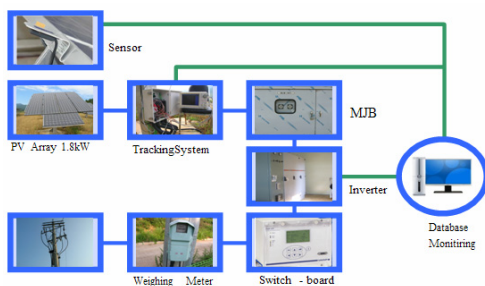 Sensor
PV Array 1.8kW
TrackingSystem
MJB
Inverter
Database
Monitiring
Weighing Meter
Switch - board